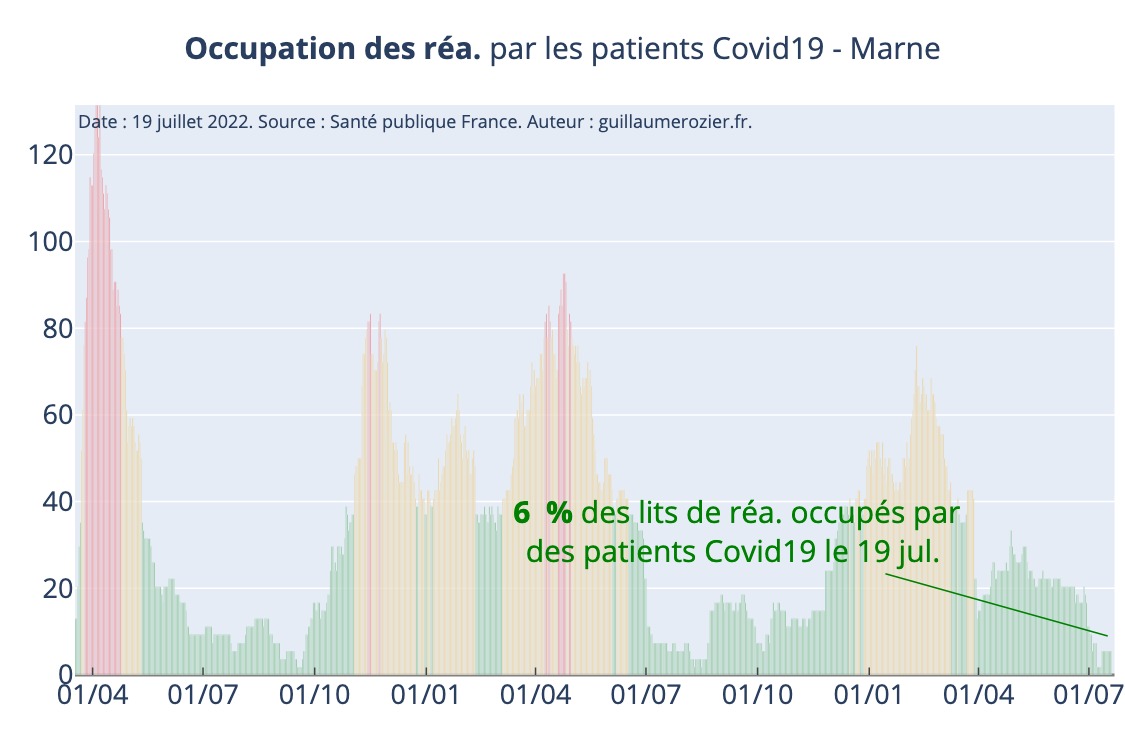 Occupation des réa. par les patients Covid19 - Marne
Date : 19 juillet 2022. Source : Santé publique France. Auteur : guillaumerozier.fr.
120
100
80
60
40
20
0
6 % des lits de réa. occupés par
des patients Covid19 le 19 jul.
01/04 01/07 01/10 01/01 01/04 01/07 01/10 01/01 01/04 01/07